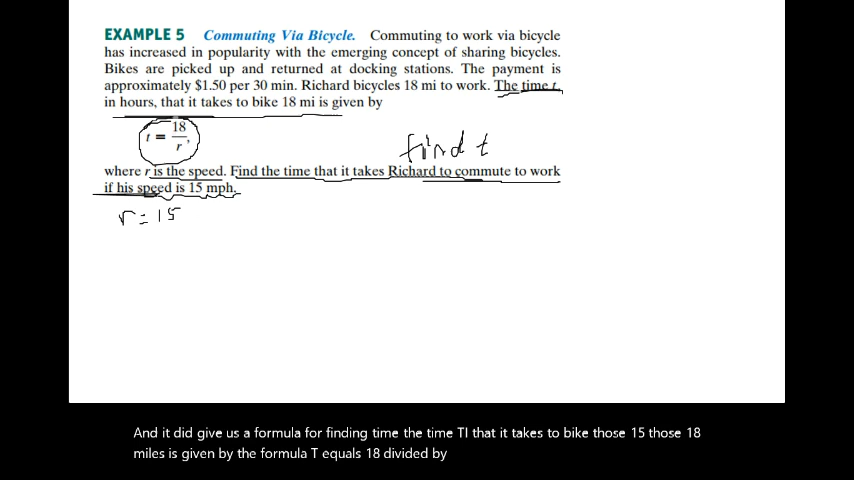 EXAMPLE 5 Commuting Via Bicycle. Commuting to work via bicycle
has increased in popularity with the emerging concept of sharing bicycles.
Bikes are picked up and returned at docking stations. The payment is
approximately $1.50 per 30 min. Richard bicycles 18 mi to work. The time t,
in hours, that it takes to bike 18 mi is given by
t = 18/r,
find t
where r is the speed. Find the time that it takes Richard to commute to work
if his speed is 15 mph.
r = 15
And it did give us a formula for finding time the time TI that it takes to bike those 15 those 18
miles is given by the formula T equals 18 divided by